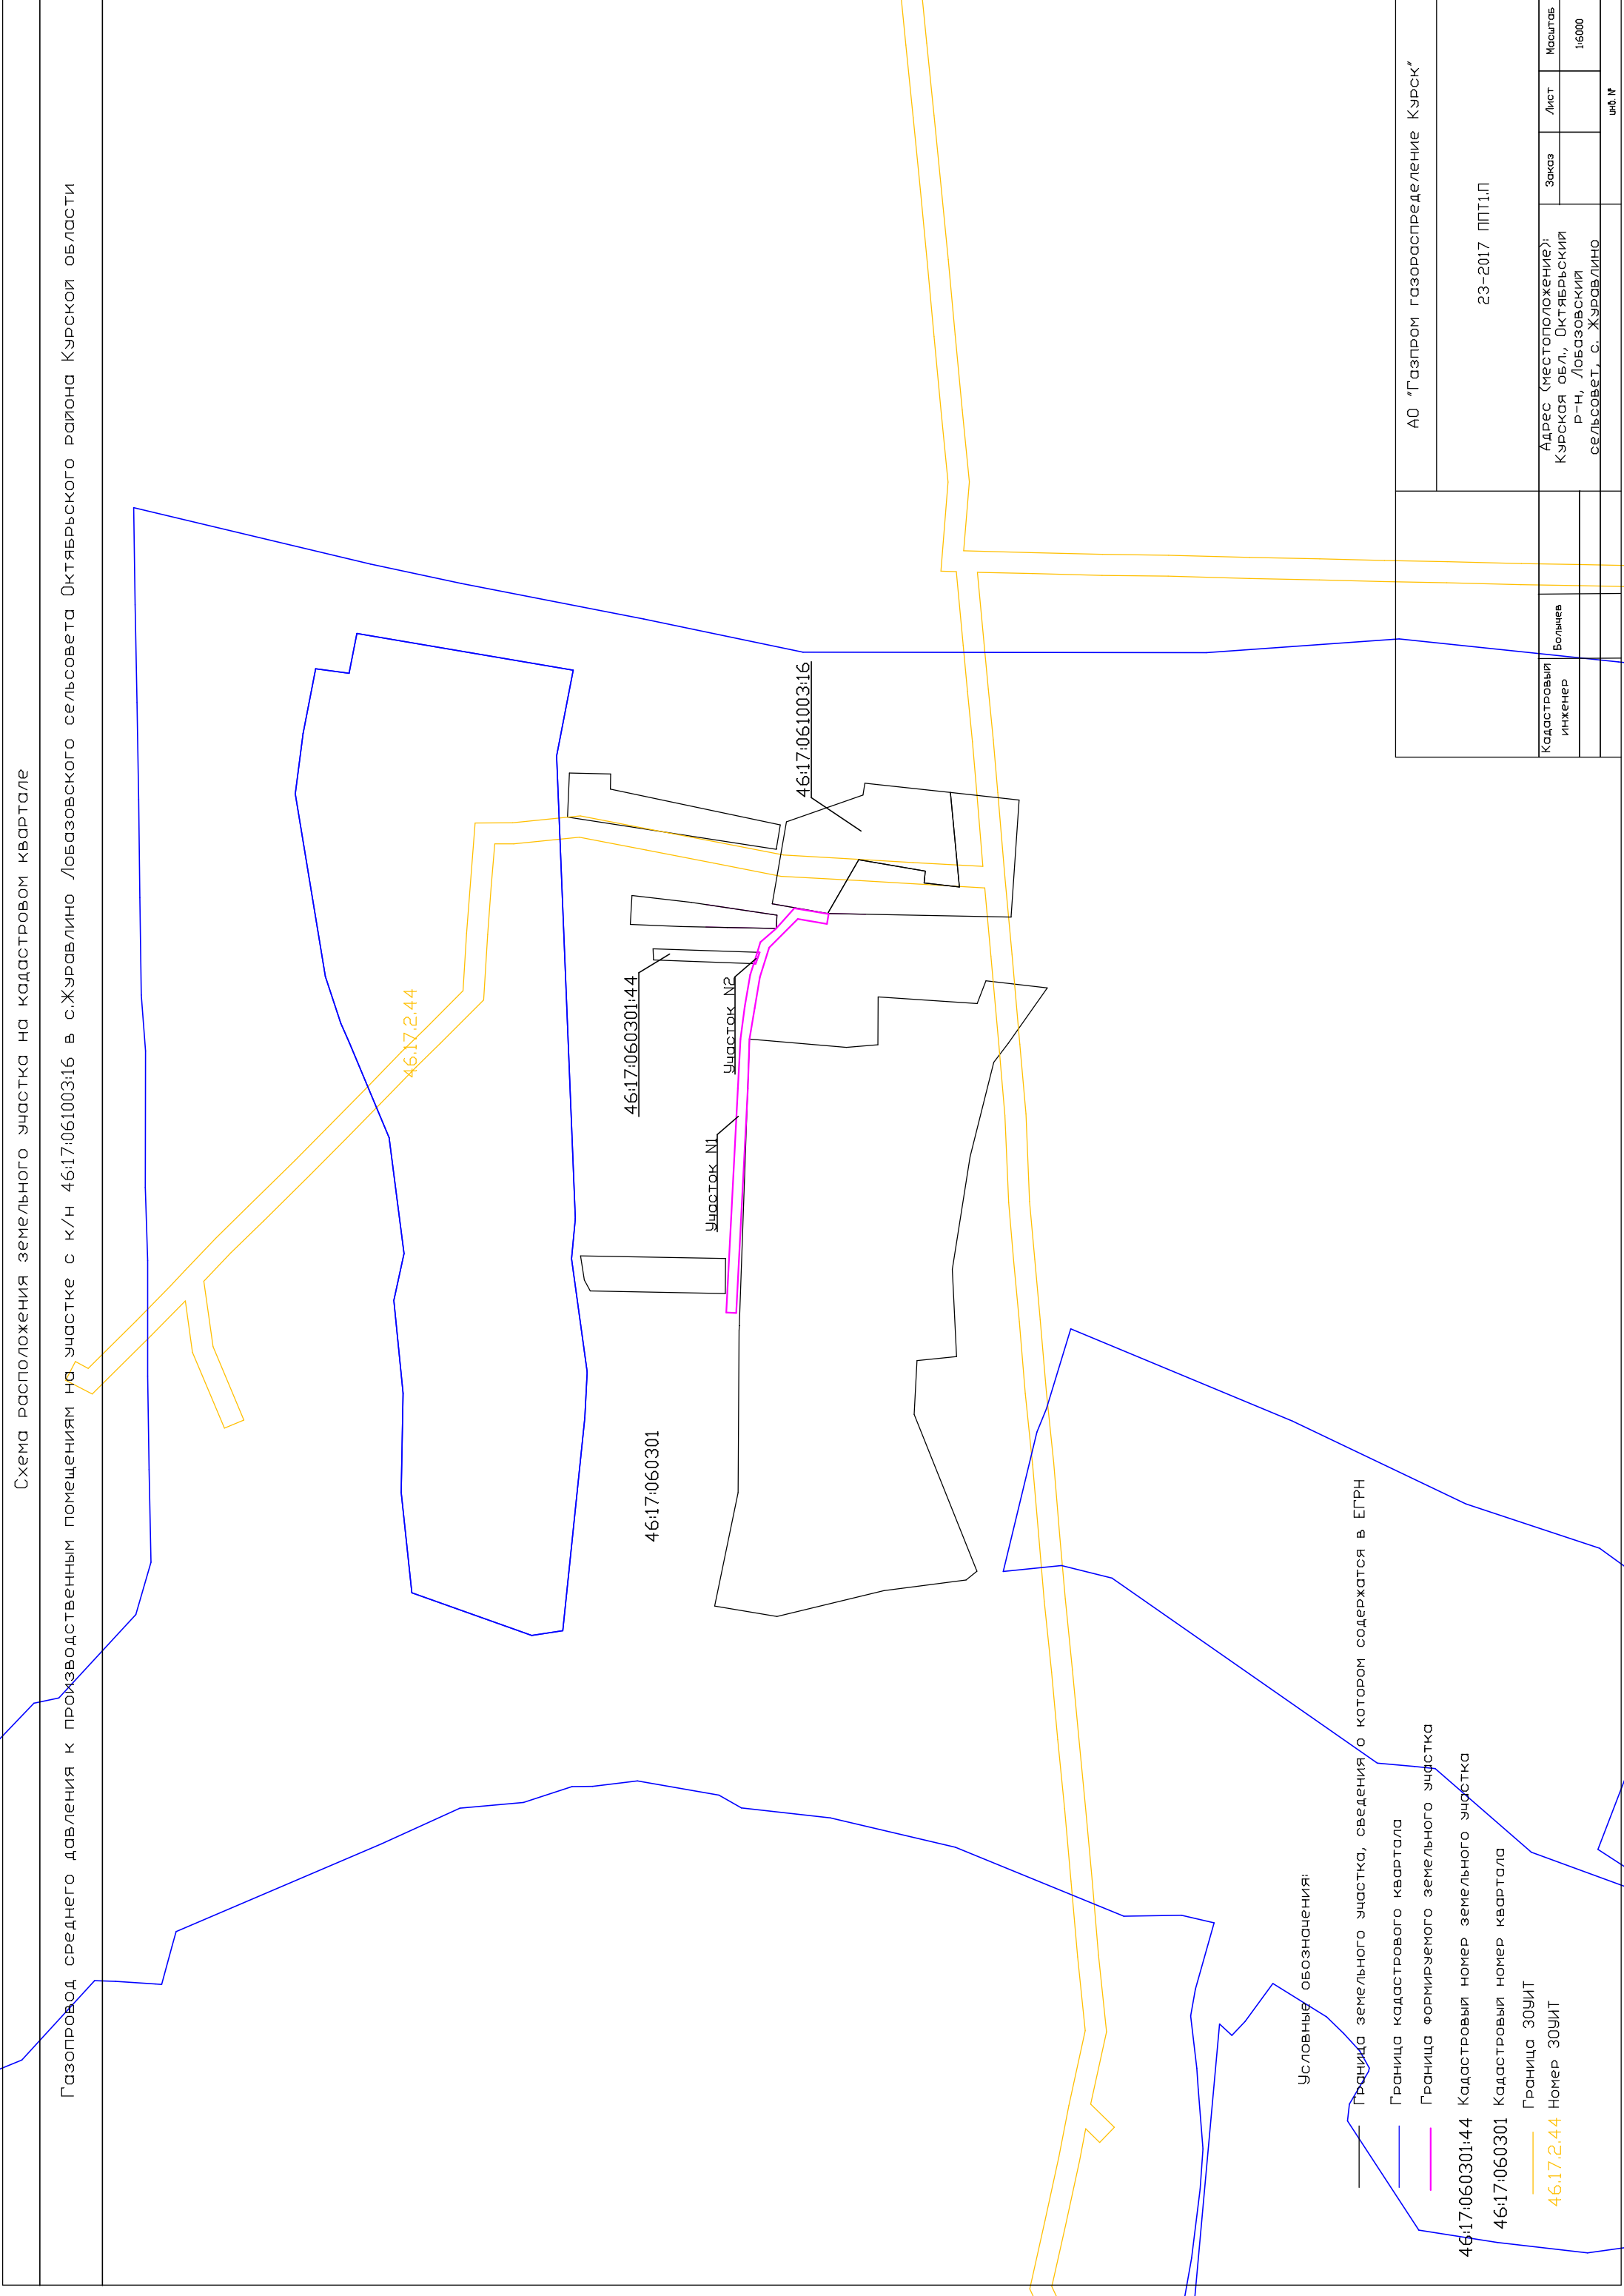 Схема расположения земельного участка на кадастровом квартале
Газопровод среднего давления к производственным помещениям на участке с к/н 46:17:061003:16 в с.Журавлино Лобазовского сельсовета Октябрьского района Курской области
46.17.2.44
46:17:061003:16
46:17:060301:44
Участок N2
Участок N1
46:17:060301
Условные обозначения:
Граница земельного участка, сведения о котором содержатся в ЕГРН
Граница кадастрового квартала
Граница формируемого земельного участка
46:17:060301:44 Кадастровый номер земельного участка
46:17:060301 Кадастровый номер квартала
Граница ЗОУИТ
46.17.2.44 Номер ЗОУИТ
АО "Газпром газораспределение Курск"
23-2017 ППТ1.П
Кадастровый
инженер
Болычев
Адрес (местоположение):
Курская обл., Октябрьский
р-н, Лобазовский
сельсовет, с. Журавлино
Заказ
Лист
Масштаб
1:6000
инв. №